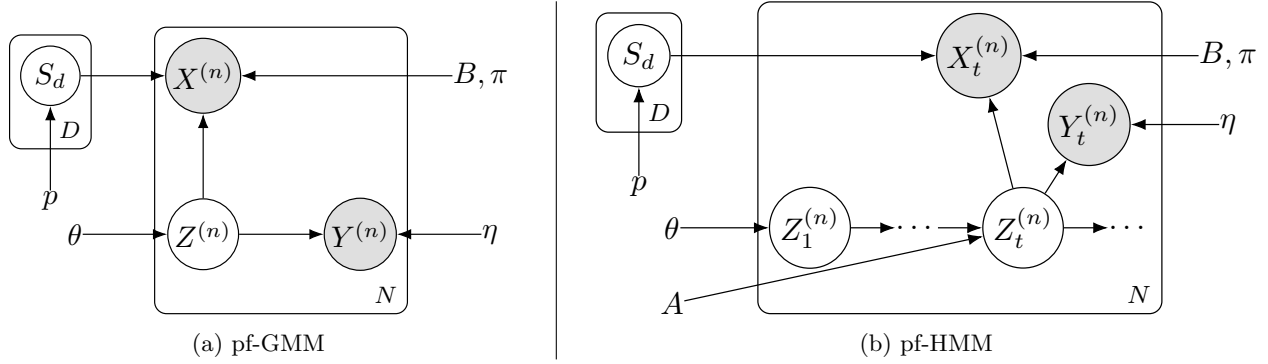 S_d
D
p
X^{(n)}
B, π
θ
Z^{(n)}
Y^{(n)}
η
N
(a) pf-GMM
S_d
D
p
X_t^{(n)}
B, π
Y_t^{(n)}
η
θ
Z_1^{(n)}
···
Z_t^{(n)}
···
A
N
(b) pf-HMM